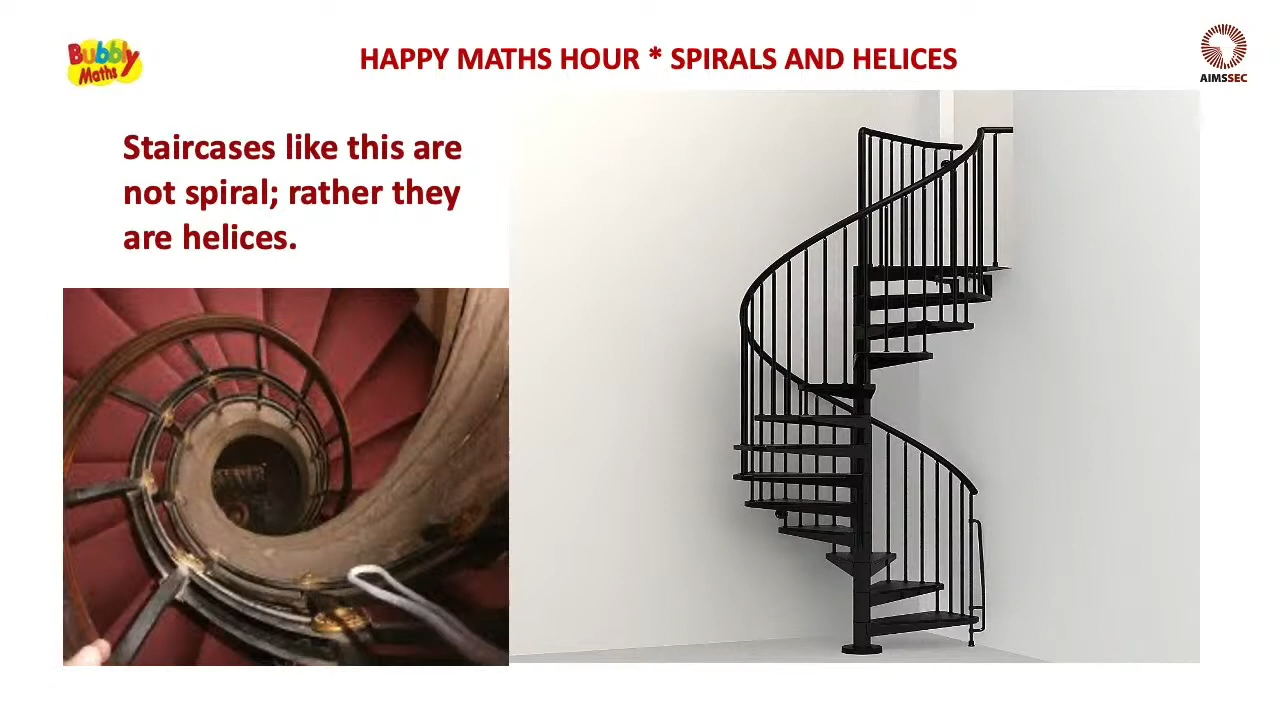 Bubbly
Maths
HAPPY MATHS HOUR * SPIRALS AND HELICES
AIMSSEC
Staircases like this are
not spiral; rather they
are helices.